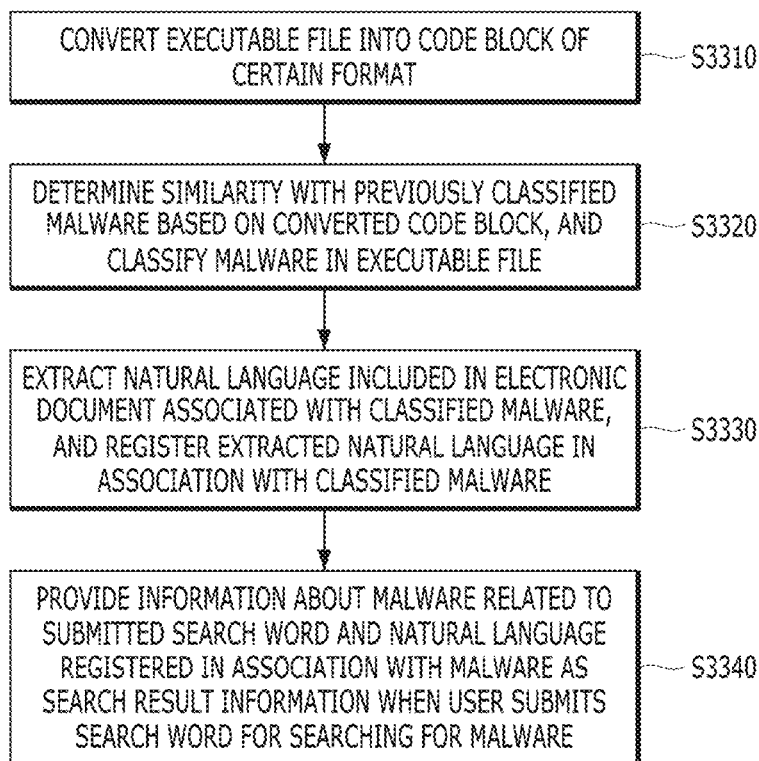 CONVERT EXECUTABLE FILE INTO CODE BLOCK OF
CERTAIN FORMAT
S3310
DETERMINE SIMILARITY WITH PREVIOUSLY CLASSIFIED
MALWARE BASED ON CONVERTED CODE BLOCK, AND
CLASSIFY MALWARE IN EXECUTABLE FILE
S3320
EXTRACT NATURAL LANGUAGE INCLUDED IN ELECTRONIC
DOCUMENT ASSOCIATED WITH CLASSIFIED MALWARE,
AND REGISTER EXTRACTED NATURAL LANGUAGE IN
ASSOCIATION WITH CLASSIFIED MALWARE
S3330
PROVIDE INFORMATION ABOUT MALWARE RELATED TO
SUBMITTED SEARCH WORD AND NATURAL LANGUAGE
REGISTERED IN ASSOCIATION WITH MALWARE AS
SEARCH RESULT INFORMATION WHEN USER SUBMITS
SEARCH WORD FOR SEARCHING FOR MALWARE
S3340